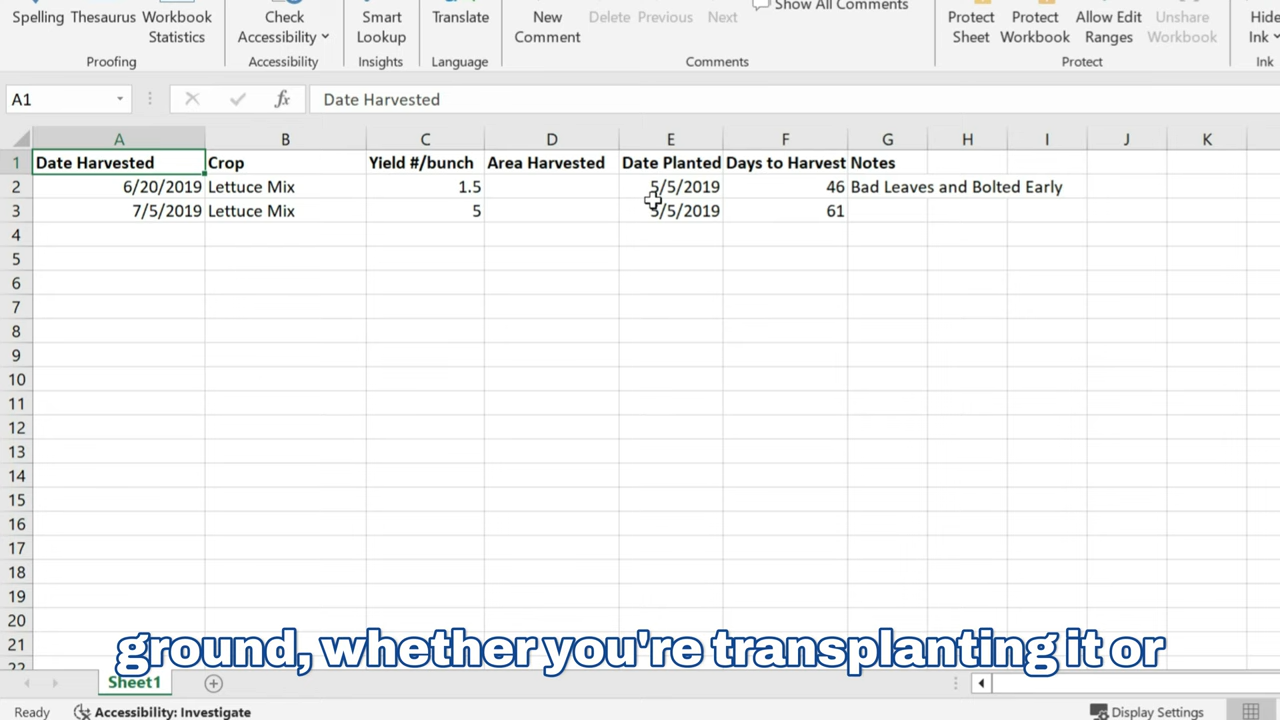 Show All Comments
Spelling Thesaurus Workbook Statistics
Check Accessibility
Smart Lookup
Translate
New Comment
Delete Previous Next
Protect Sheet
Protect Workbook
Allow Edit Ranges
Unshare Workbook
Hide Ink
Proofing Accessibility Insights Language Comments Protect Ink
A1 fx Date Harvested
A B C D E F G H I J K
1 Date Harvested Crop Yield #/bunch Area Harvested Date Planted Days to Harvest Notes
2 6/20/2019 Lettuce Mix 1.5 5/5/2019 46 Bad Leaves and Bolted Early
3 7/5/2019 Lettuce Mix 5 5/5/2019 61
4
5
6
7
8
9
10
11
12
13
14
15
16
17
18
19
20
21
22
ground, whether you're transplanting it or
Sheet1
Ready Accessibility: Investigate Display Settings